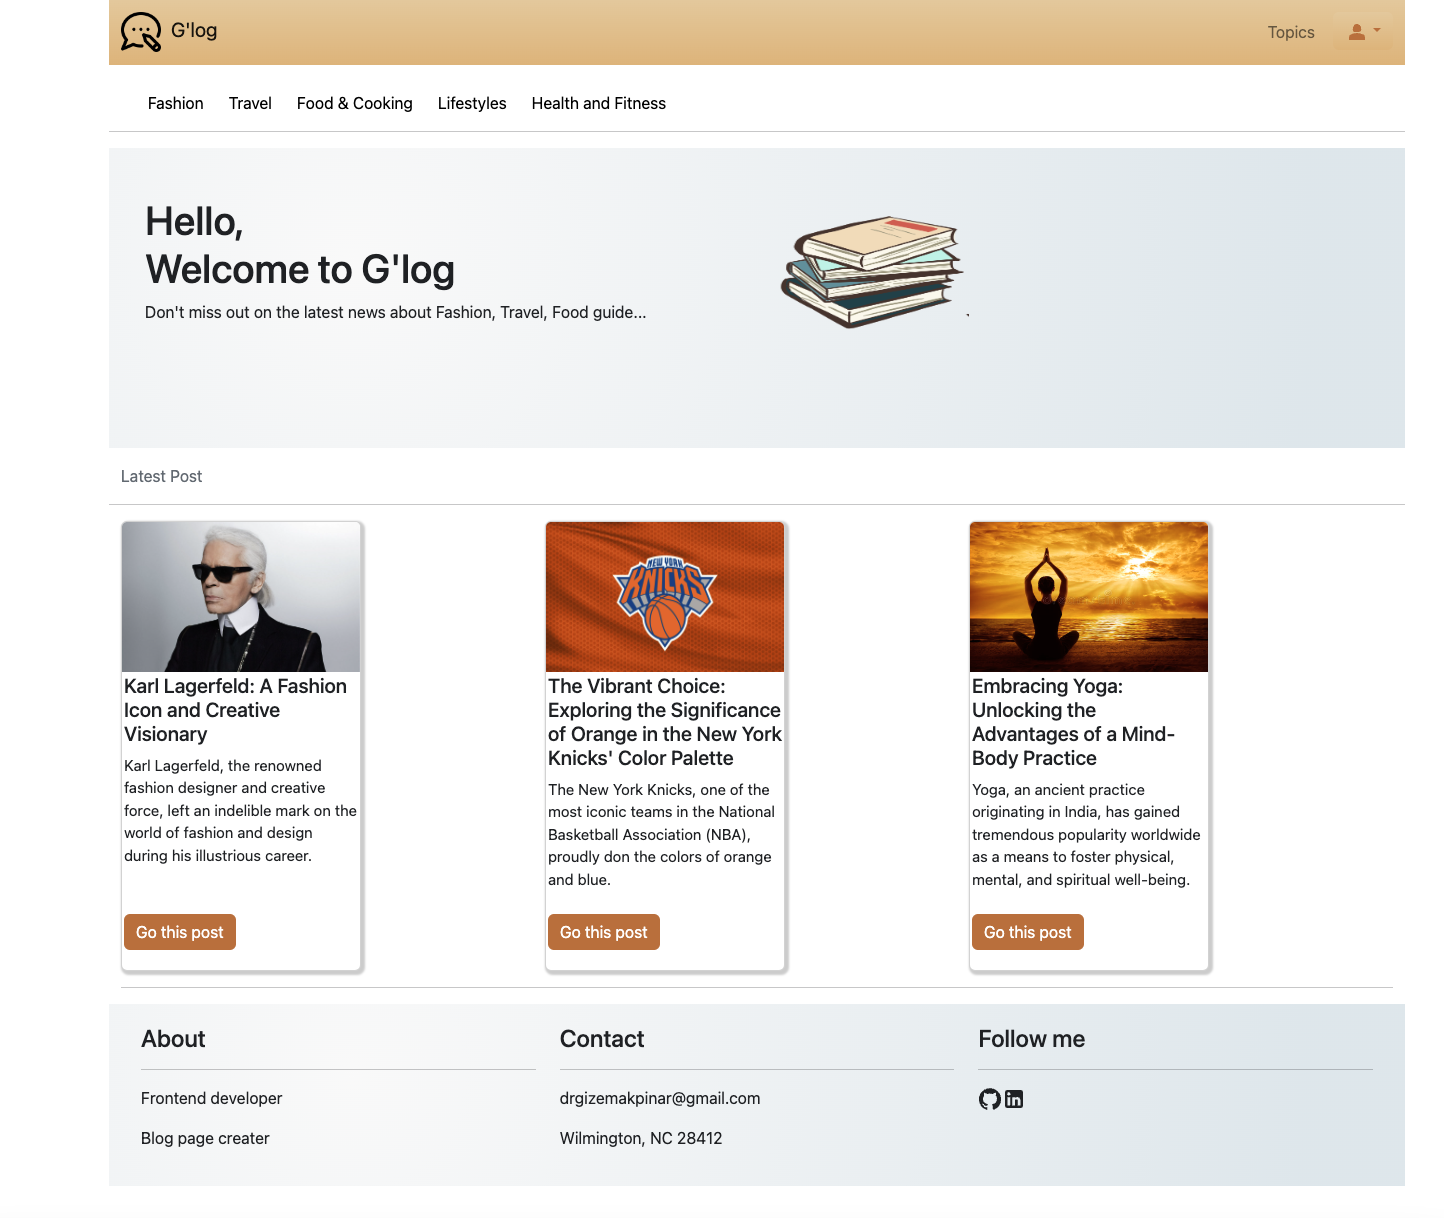 G'log
Topics
Fashion Travel Food & Cooking Lifestyles Health and Fitness
Hello,
Welcome to G'log
Don't miss out on the latest news about Fashion, Travel, Food guide...
Latest Post
NEW YORK
KNICKS
Karl Lagerfeld: A Fashion
Icon and Creative
Visionary
Karl Lagerfeld, the renowned
fashion designer and creative
force, left an indelible mark on the
world of fashion and design
during his illustrious career.
Go this post
The Vibrant Choice:
Exploring the Significance
of Orange in the New York
Knicks' Color Palette
The New York Knicks, one of the
most iconic teams in the National
Basketball Association (NBA),
proudly don the colors of orange
and blue.
Go this post
Embracing Yoga:
Unlocking the
Advantages of a Mind-
Body Practice
Yoga, an ancient practice
originating in India, has gained
tremendous popularity worldwide
as a means to foster physical,
mental, and spiritual well-being.
Go this post
About
Frontend developer
Blog page creater
Contact
drgizemakpinar@gmail.com
Wilmington, NC 28412
Follow me